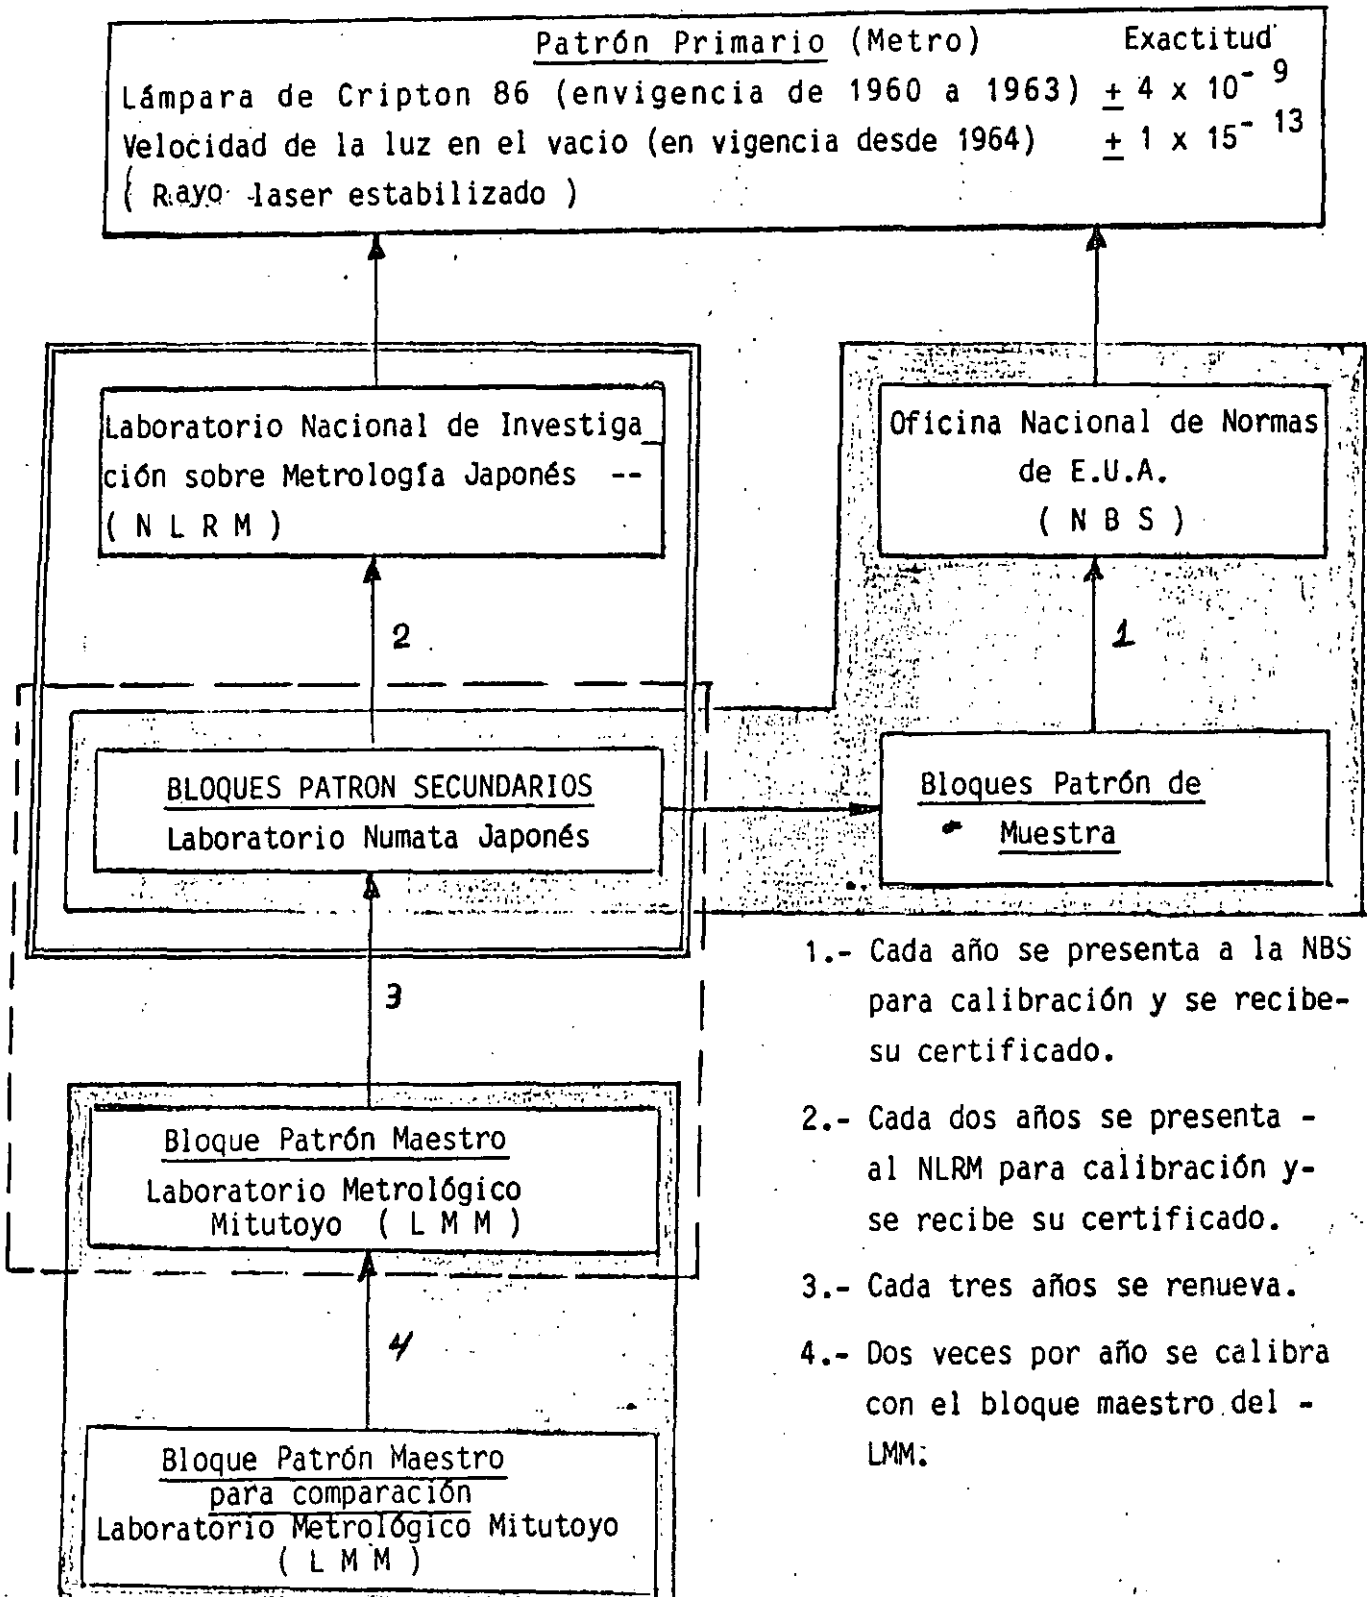 Patrón Primario (Metro) Exactitud
Lámpara de Cripton 86 (envigencia de 1960 a 1963) ± 4 x 10⁻⁹
Velocidad de la luz en el vacio (en vigencia desde 1964) ± 1 x 15⁻¹³
( Rayo laser estabilizado )
Laboratorio Nacional de Investiga_
ción sobre Metrología Japonés --
( N L R M )
Oficina Nacional de Normas
de E.U.A.
( N B S )
2
1
BLOQUES PATRON SECUNDARIOS
Laboratorio Numata Japonés
Bloques Patrón de
Muestra
3
Bloque Patrón Maestro
Laboratorio Metrológico
Mitutoyo ( L M M )
4
Bloque Patrón Maestro
para comparación
Laboratorio Metrológico Mitutoyo
( L M M )
1.- Cada año se presenta a la NBS
para calibración y se recibe-
su certificado.
2.- Cada dos años se presenta -
al NLRM para calibración y-
se recibe su certificado.
3.- Cada tres años se renueva.
4.- Dos veces por año se calibra
con el bloque maestro del -
LMM.